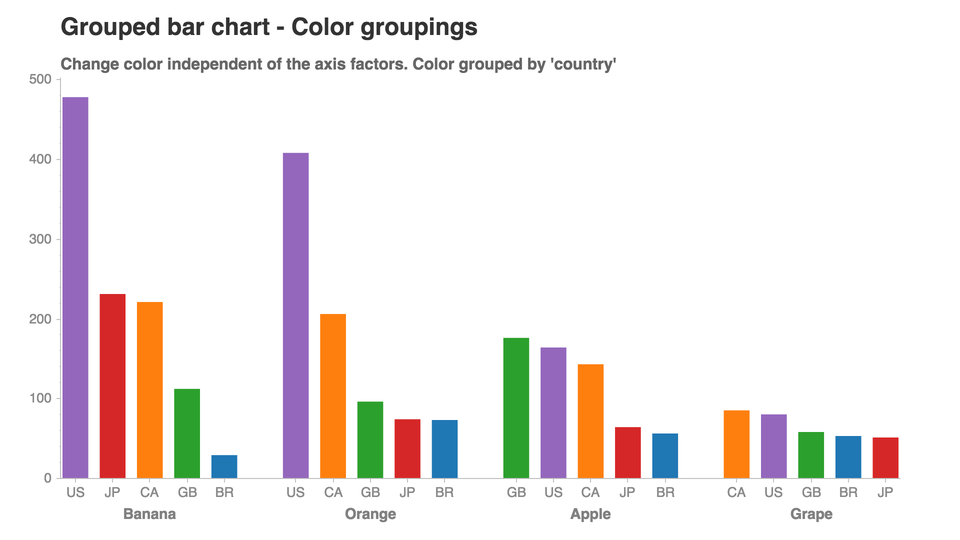 Grouped bar chart - Color groupings
Change color independent of the axis factors. Color grouped by 'country'
500
400
300
200
100
0
US JP CA GB BR US CA GB JP BR GB US CA JP BR CA US GB BR JP
Banana Orange Apple Grape